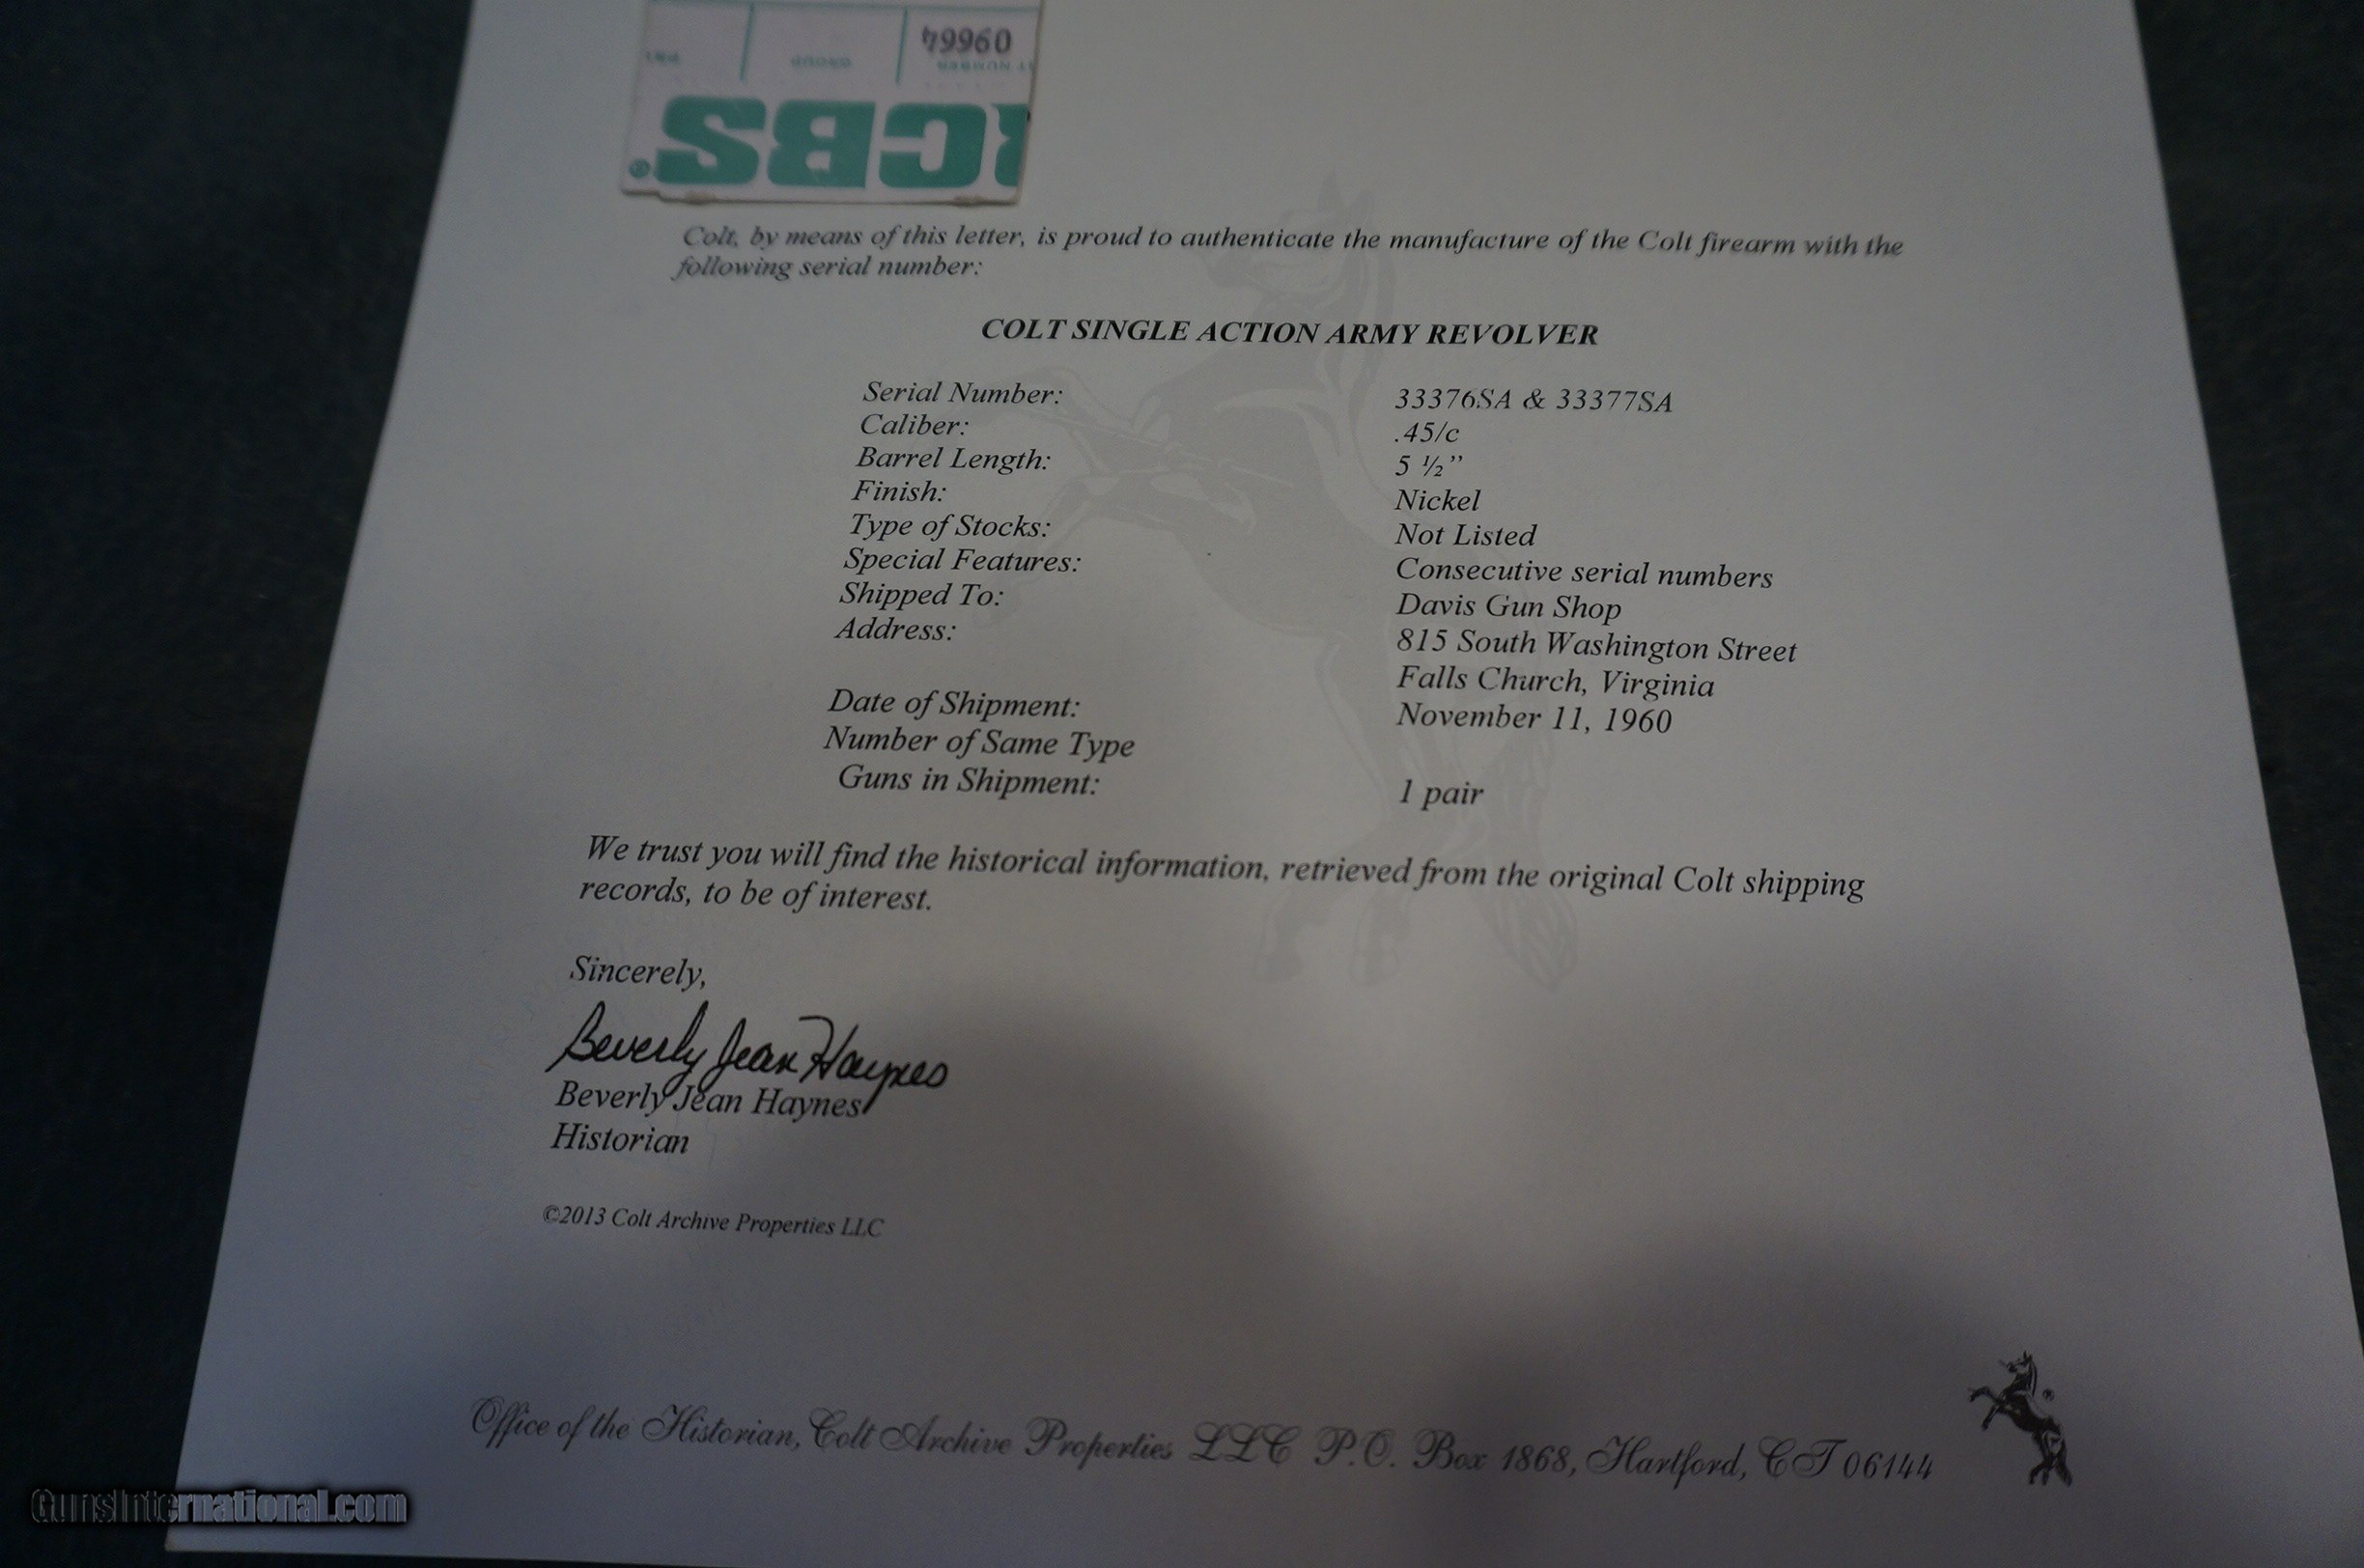 09664
RCBS®
Colt, by means of this letter, is proud to authenticate the manufacture of the Colt firearm with the
following serial number:
COLT SINGLE ACTION ARMY REVOLVER
Serial Number: 33376SA & 33377SA
Caliber: .45/c
Barrel Length: 5 ½”
Finish: Nickel
Type of Stocks: Not Listed
Special Features: Consecutive serial numbers
Shipped To: Davis Gun Shop
Address: 815 South Washington Street
Falls Church, Virginia
Date of Shipment: November 11, 1960
Number of Same Type
Guns in Shipment: 1 pair
We trust you will find the historical information, retrieved from the original Colt shipping
records, to be of interest.
Sincerely,
Beverly Jean Haynes
Beverly Jean Haynes
Historian
©2013 Colt Archive Properties LLC
Office of the Historian, Colt Archive Properties LLC P.O. Box 1868, Hartford, CT 06144
GunsInternational.com